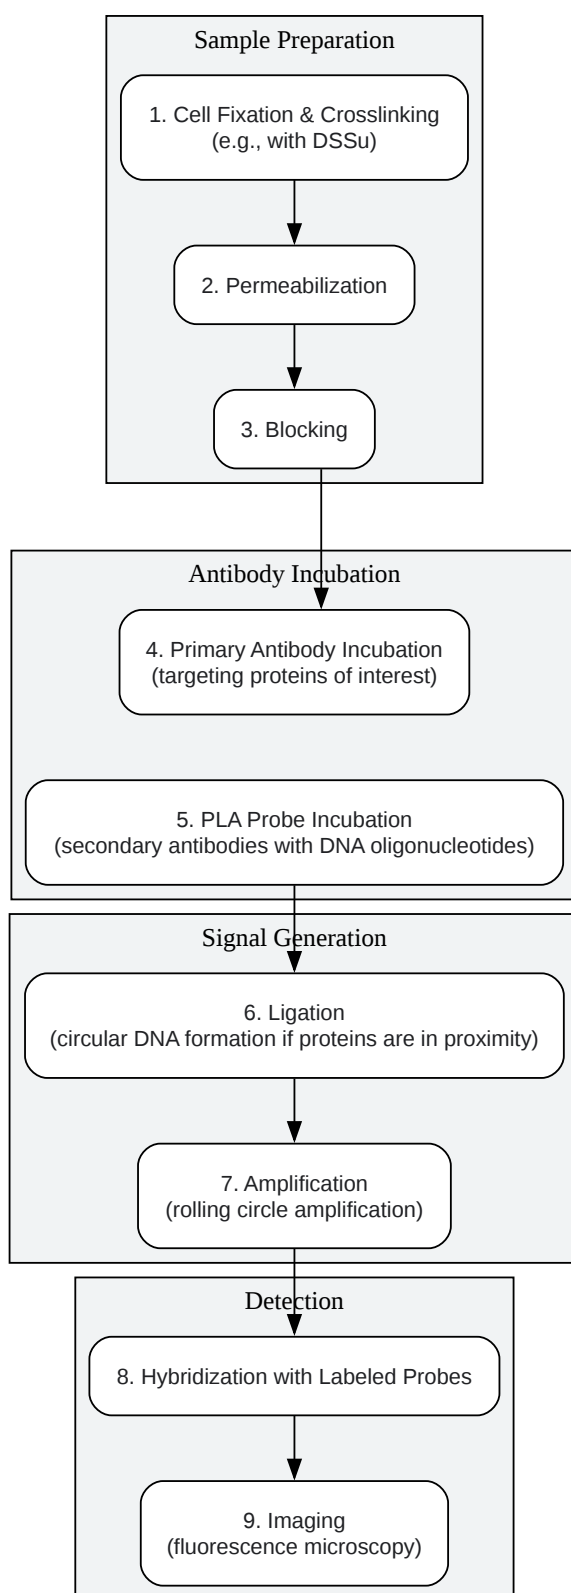 Sample Preparation
1. Cell Fixation & Crosslinking
(e.g., with DSSu)
2. Permeabilization
3. Blocking
Antibody Incubation
4. Primary Antibody Incubation
(targeting proteins of interest)
5. PLA Probe Incubation
(secondary antibodies with DNA oligonucleotides)
Signal Generation
6. Ligation
(circular DNA formation if proteins are in proximity)
7. Amplification
(rolling circle amplification)
Detection
8. Hybridization with Labeled Probes
9. Imaging
(fluorescence microscopy)